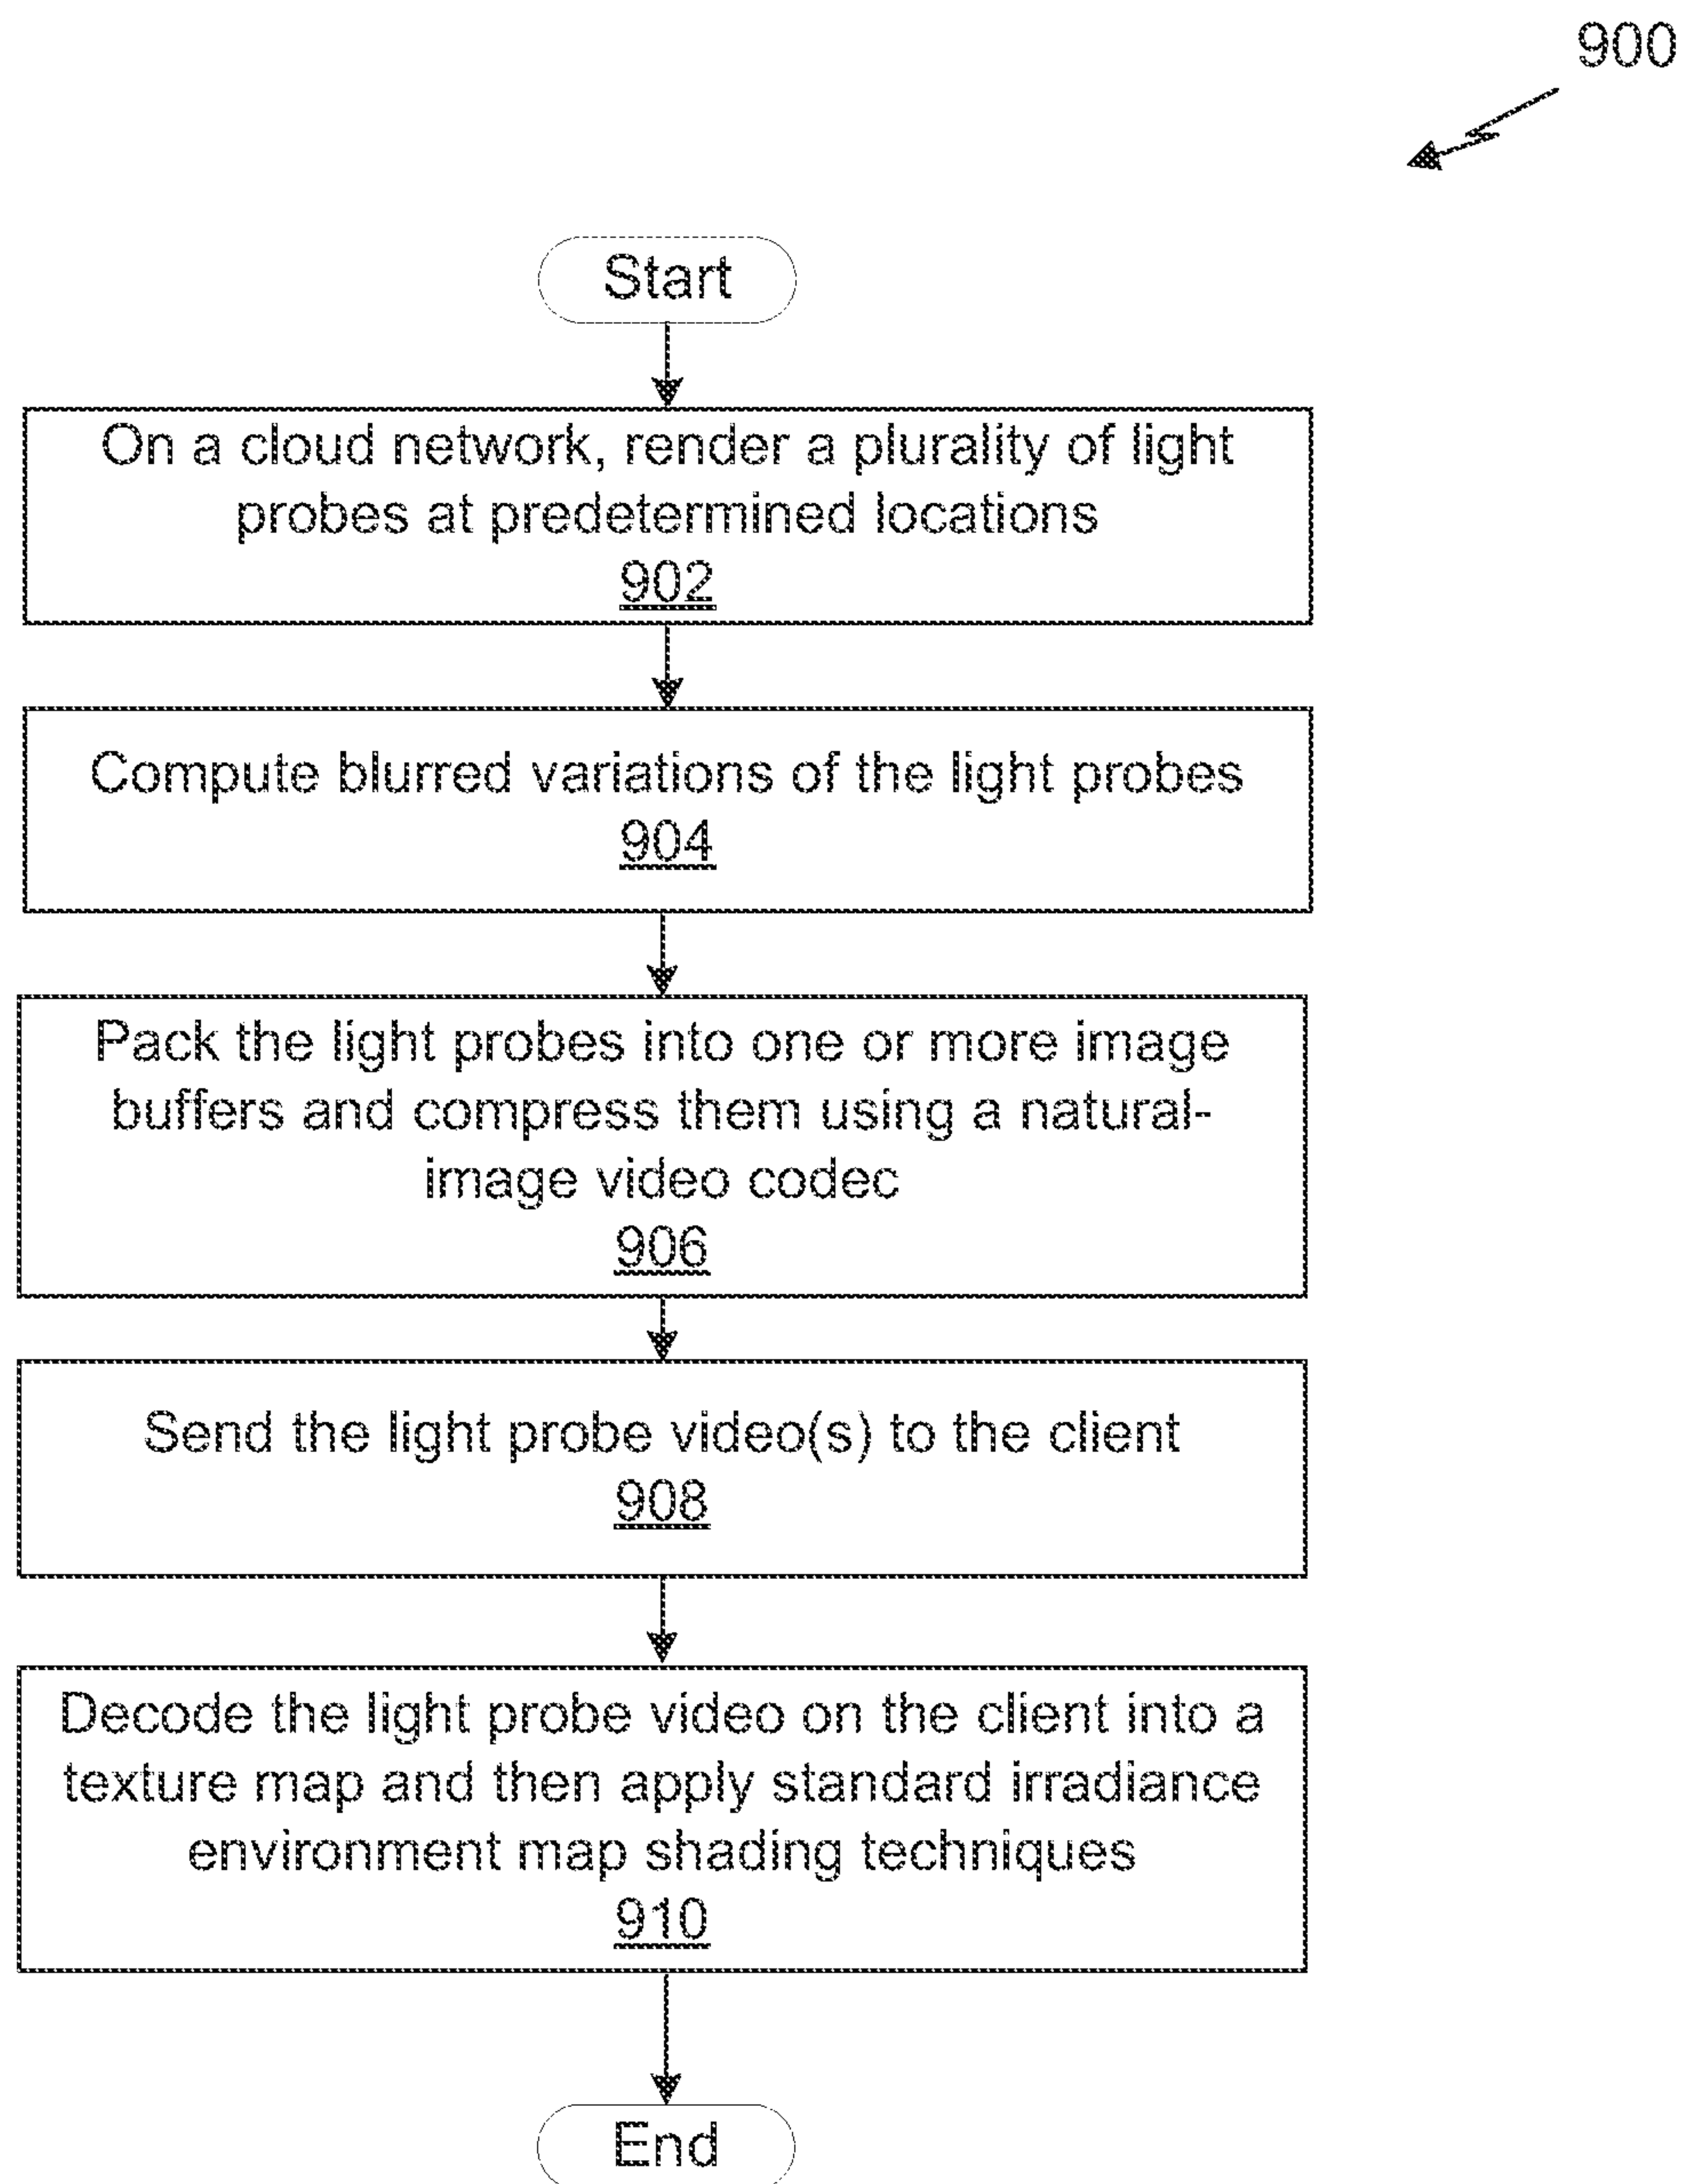 900
Start
On a cloud network, render a plurality of light
probes at predetermined locations
902
Compute blurred variations of the light probes
904
Pack the light probes into one or more image
buffers and compress them using a natural-
image video codec
906
Send the light probe video(s) to the client
908
Decode the light probe video on the client into a
texture map and then apply standard irradiance
environment map shading techniques
910
End